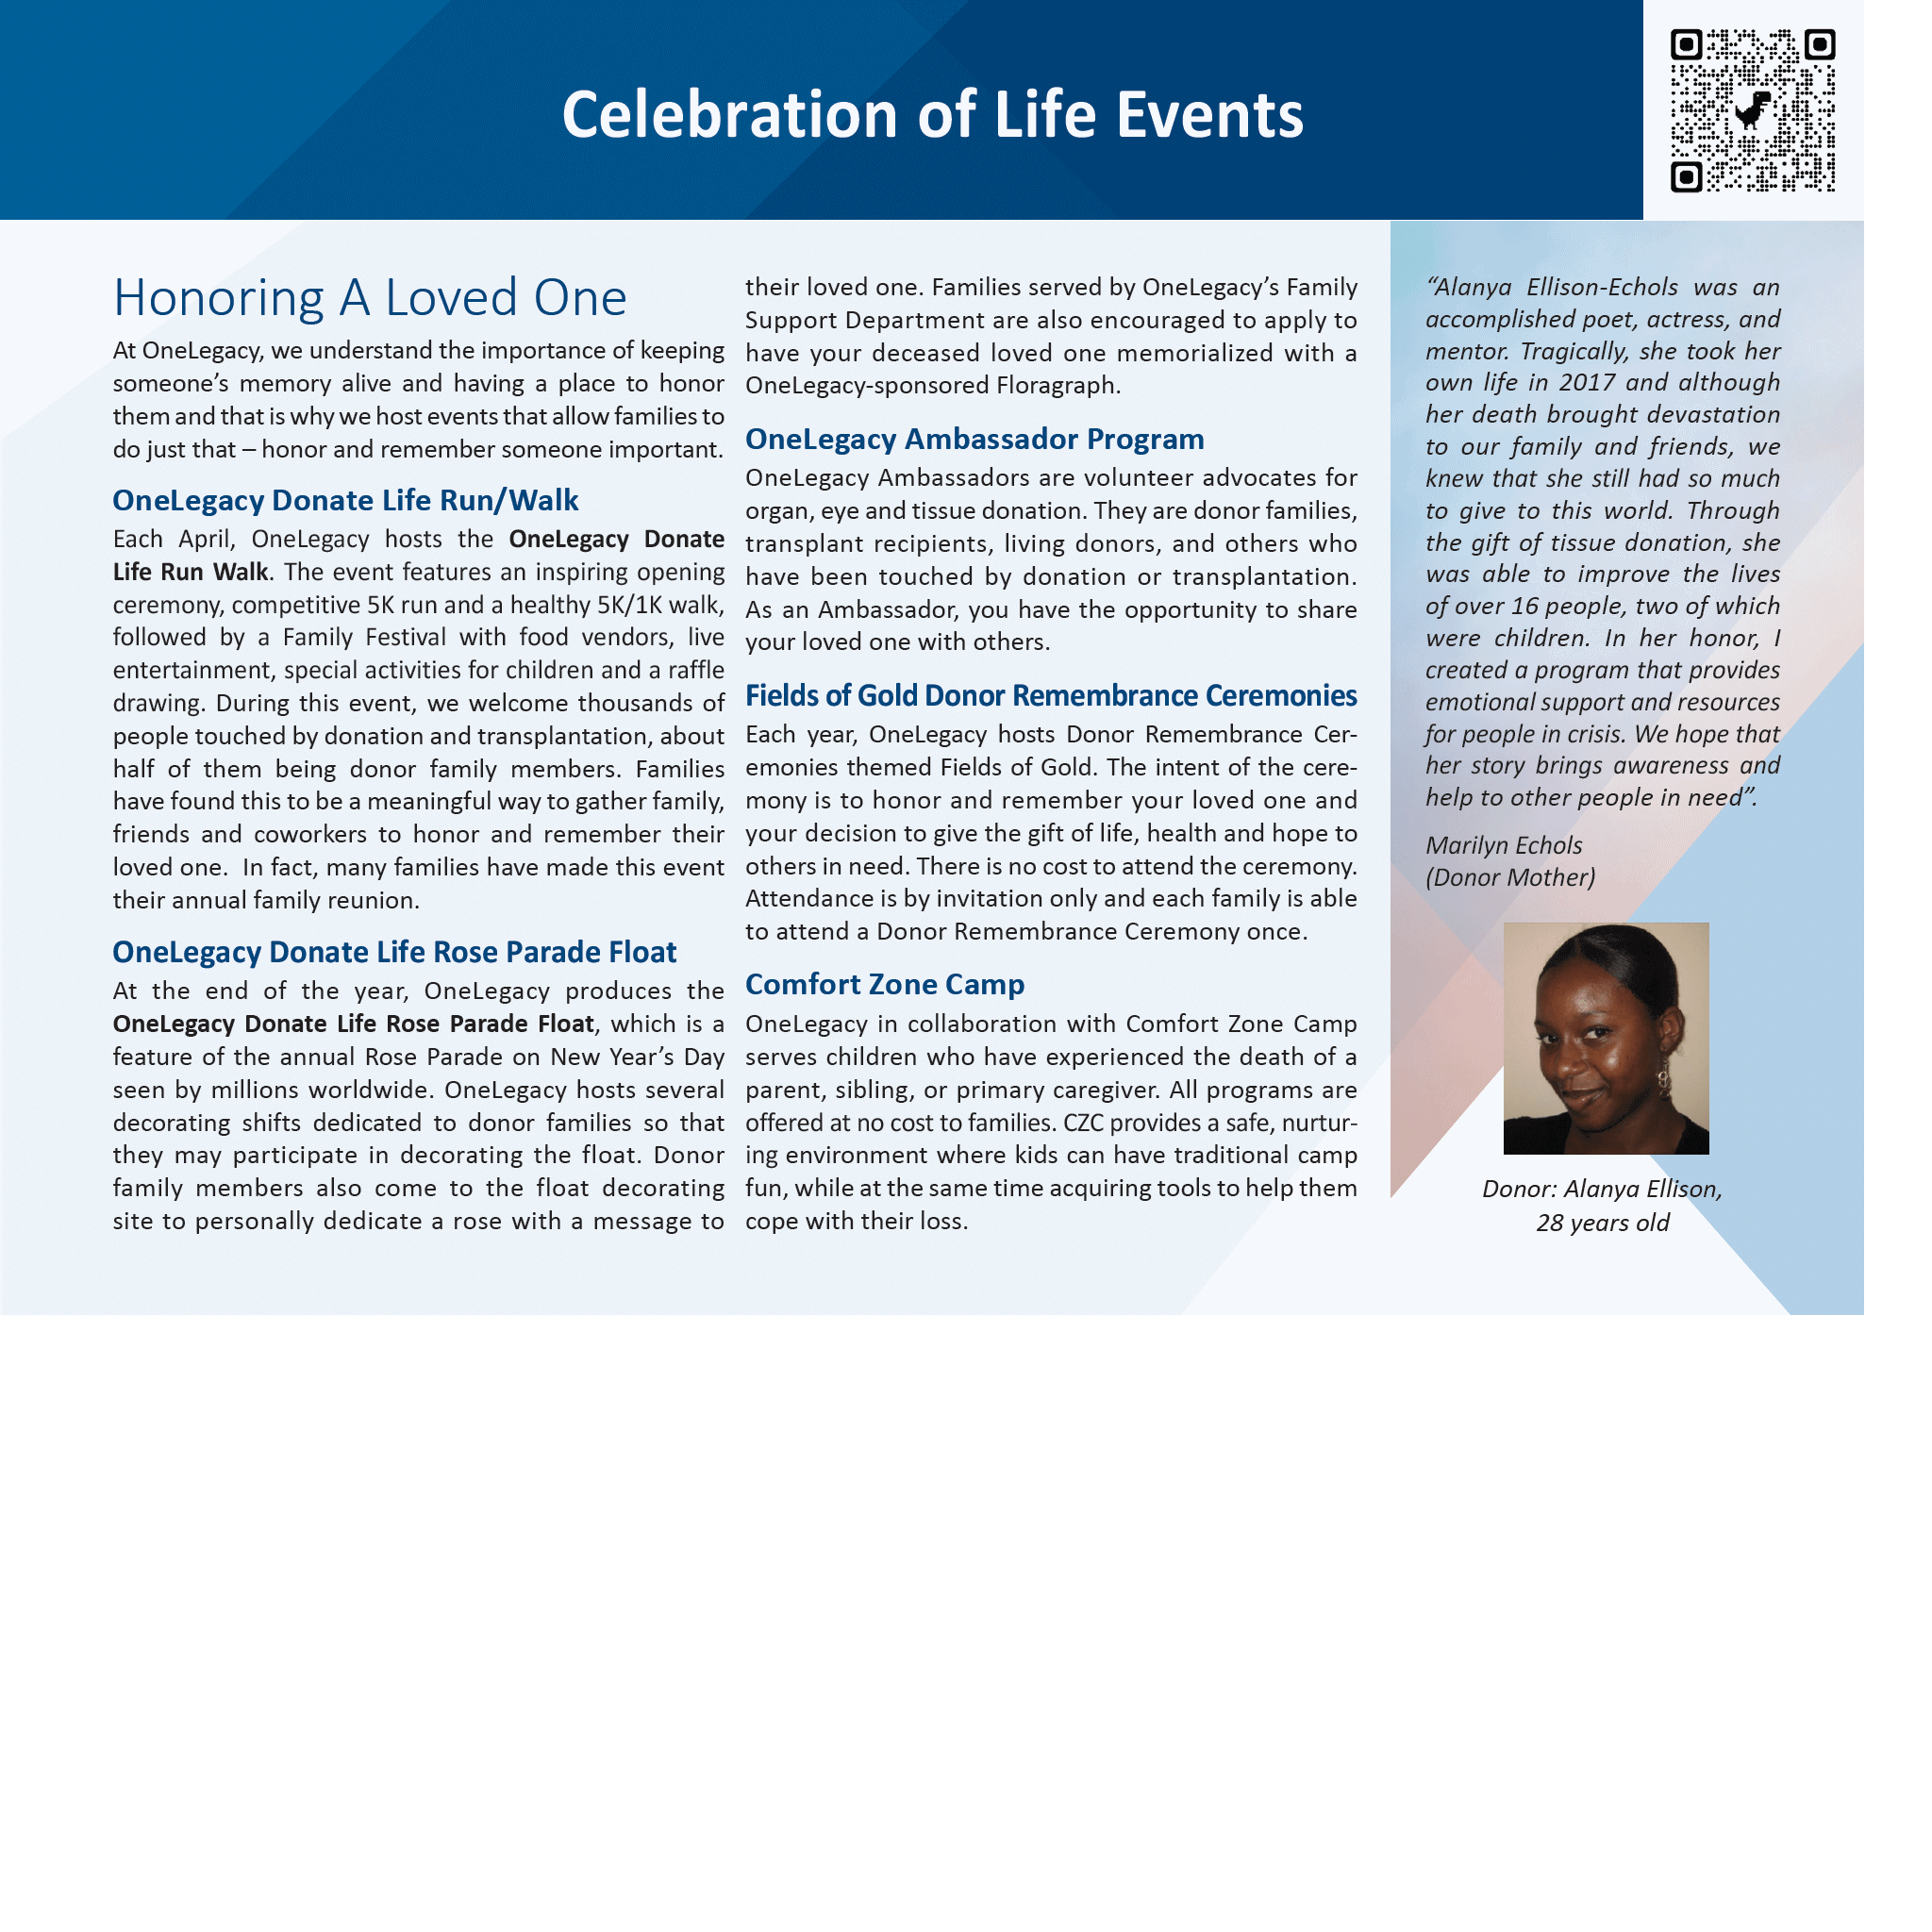 Celebration of Life Events
Honoring A Loved One
At OneLegacy, we understand the importance of keeping
someone’s memory alive and having a place to honor
them and that is why we host events that allow families to
do just that – honor and remember someone important.
OneLegacy Donate Life Run/Walk
Each April, OneLegacy hosts the OneLegacy Donate
Life Run Walk. The event features an inspiring opening
ceremony, competitive 5K run and a healthy 5K/1K walk,
followed by a Family Festival with food vendors, live
entertainment, special activities for children and a raffle
drawing. During this event, we welcome thousands of
people touched by donation and transplantation, about
half of them being donor family members. Families
have found this to be a meaningful way to gather family,
friends and coworkers to honor and remember their
loved one.  In fact, many families have made this event
their annual family reunion.
OneLegacy Donate Life Rose Parade Float
At the end of the year, OneLegacy produces the
OneLegacy Donate Life Rose Parade Float, which is a
feature of the annual Rose Parade on New Year’s Day
seen by millions worldwide. OneLegacy hosts several
decorating shifts dedicated to donor families so that
they may participate in decorating the float. Donor
family members also come to the float decorating
site to personally dedicate a rose with a message to
their loved one. Families served by OneLegacy’s Family
Support Department are also encouraged to apply to
have your deceased loved one memorialized with a
OneLegacy-sponsored Floragraph.
OneLegacy Ambassador Program
OneLegacy Ambassadors are volunteer advocates for
organ, eye and tissue donation. They are donor families,
transplant recipients, living donors, and others who
have been touched by donation or transplantation.
As an Ambassador, you have the opportunity to share
your loved one with others.
Fields of Gold Donor Remembrance Ceremonies
Each year, OneLegacy hosts Donor Remembrance Cer-
emonies themed Fields of Gold. The intent of the cere-
mony is to honor and remember your loved one and
your decision to give the gift of life, health and hope to
others in need. There is no cost to attend the ceremony.
Attendance is by invitation only and each family is able
to attend a Donor Remembrance Ceremony once.
Comfort Zone Camp
OneLegacy in collaboration with Comfort Zone Camp
serves children who have experienced the death of a
parent, sibling, or primary caregiver. All programs are
offered at no cost to families. CZC provides a safe, nurtur-
ing environment where kids can have traditional camp
fun, while at the same time acquiring tools to help them
cope with their loss.
“Alanya Ellison-Echols was an
accomplished poet, actress, and
mentor. Tragically, she took her
own life in 2017 and although
her death brought devastation
to our family and friends, we
knew that she still had so much
to give to this world. Through
the gift of tissue donation, she
was able to improve the lives
of over 16 people, two of which
were children. In her honor, I
created a program that provides
emotional support and resources
for people in crisis. We hope that
her story brings awareness and
help to other people in need”.
Marilyn Echols
(Donor Mother)
Donor: Alanya Ellison,
28 years old